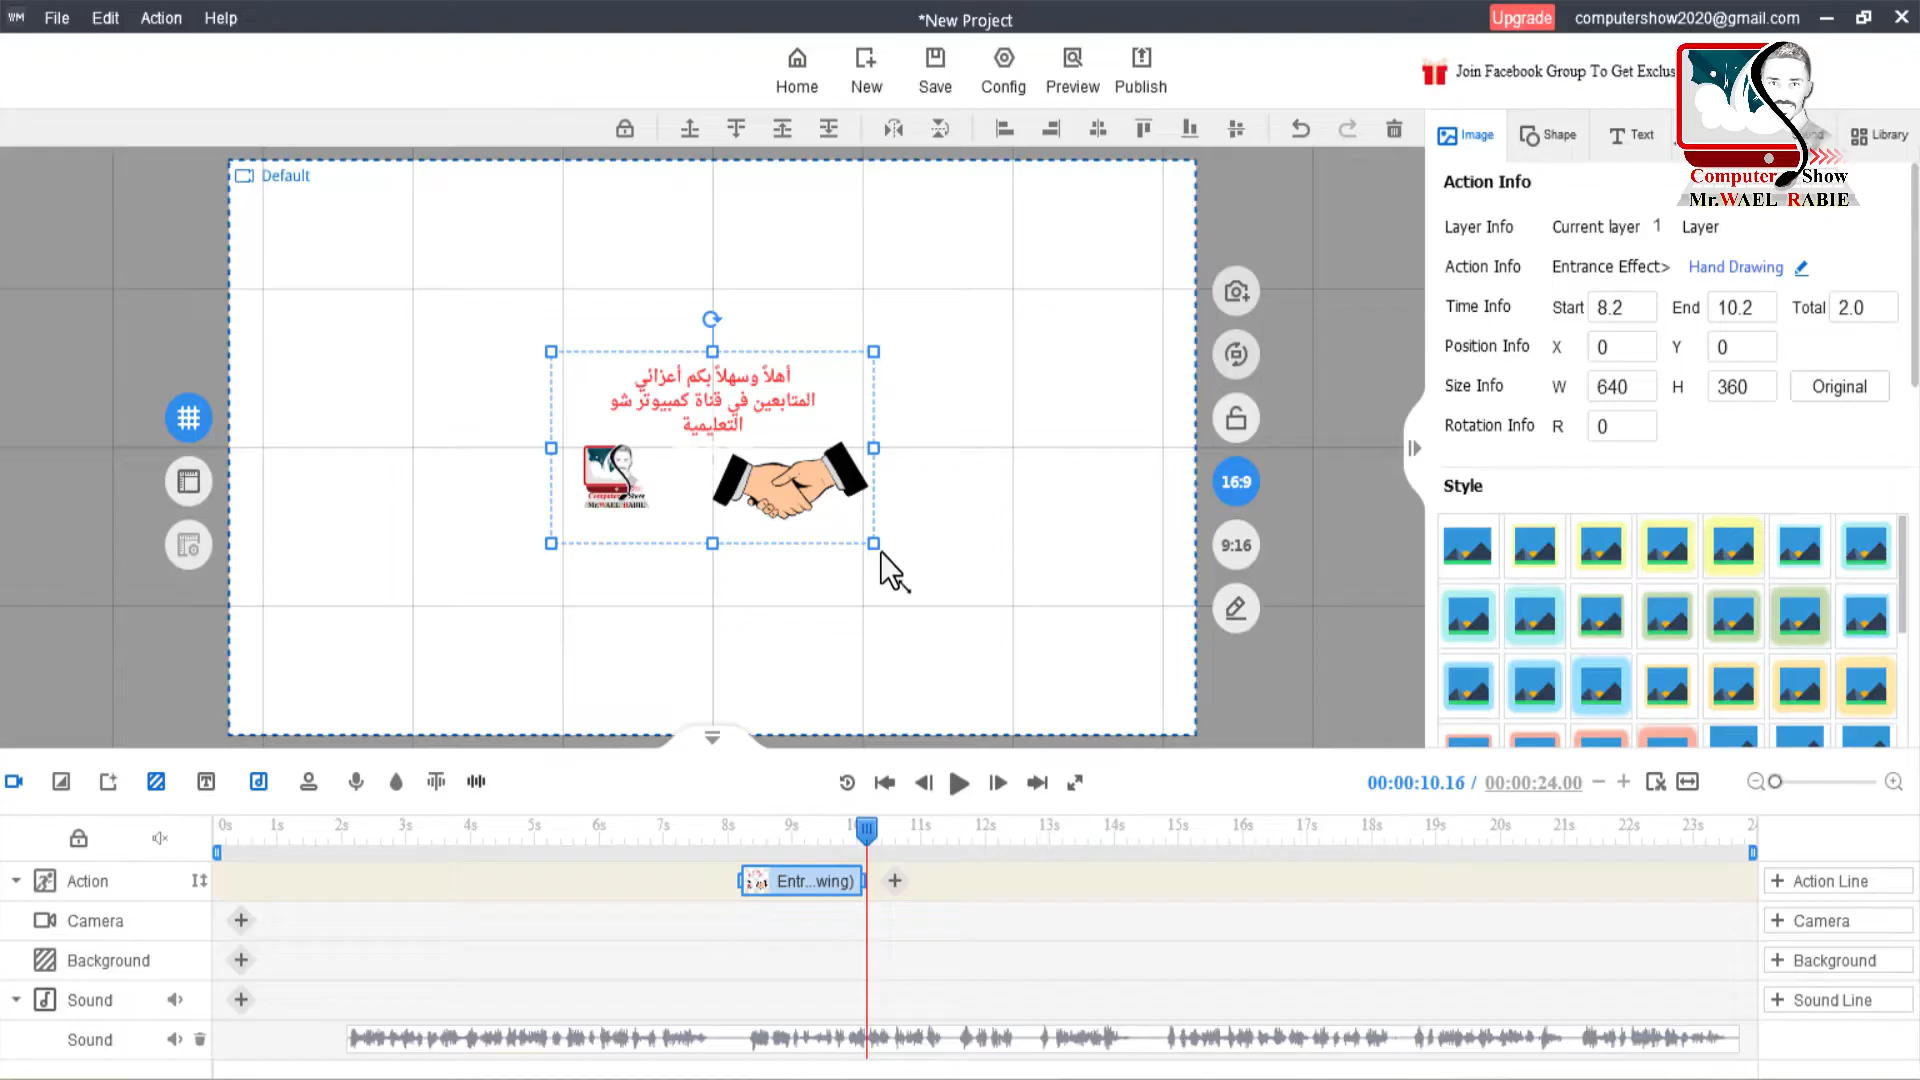 WM File Edit Action Help
*New Project
Upgrade computershow2020@gmail.com
Home New Save Config Preview Publish
Join Facebook Group To Get Exclus
Computer Show
Mr.WAEL RABIE
Image Shape Text Library
Default
Action Info
Layer Info Current layer 1 Layer
Action Info Entrance Effect> Hand Drawing
Time Info Start 8.2 End 10.2 Total 2.0
Position Info X 0 Y 0
Size Info W 640 H 360 Original
Rotation Info R 0
Style
أهلاً وسهلاً بكم أعزائي
المتابعين في قناة كمبيوتر شو
التعليمية
Computer Show
Mr.WAEL RABIE
16:9
9:16
00:00:10.16 / 00:00:24.00
0s 1s 2s 3s 4s 5s 6s 7s 8s 9s 11s 12s 13s 14s 15s 16s 17s 18s 19s 20s 21s 22s 23s
Action Entr...wing) + Action Line
Camera + Camera
Background + Background
Sound + Sound Line
Sound